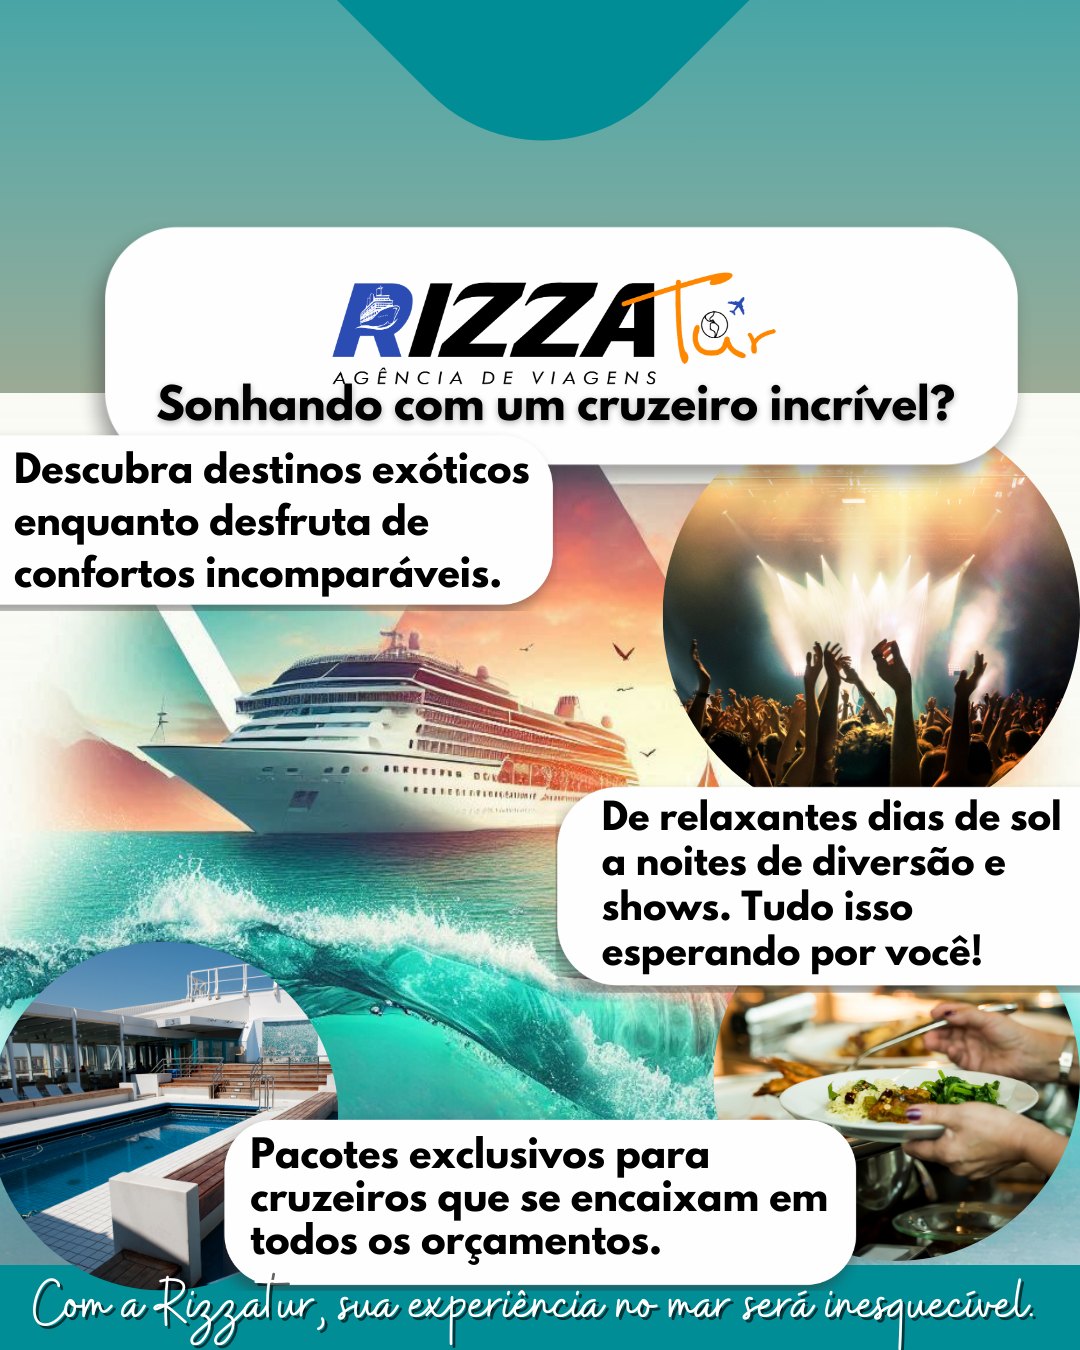 RIZZATur
AGÊNCIA DE VIAGENS
Sonhando com um cruzeiro incrível?
Descubra destinos exóticos
enquanto desfruta de
confortos incomparáveis.
De relaxantes dias de sol
a noites de diversão e
shows. Tudo isso
esperando por você!
Pacotes exclusivos para
cruzeiros que se encaixam em
todos os orçamentos.
Com a Rizzatur, sua experiência no mar será inesquecível.